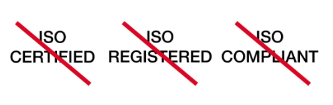 ISO ISO ISO
CERTIFIED REGISTERED COMPLIANT